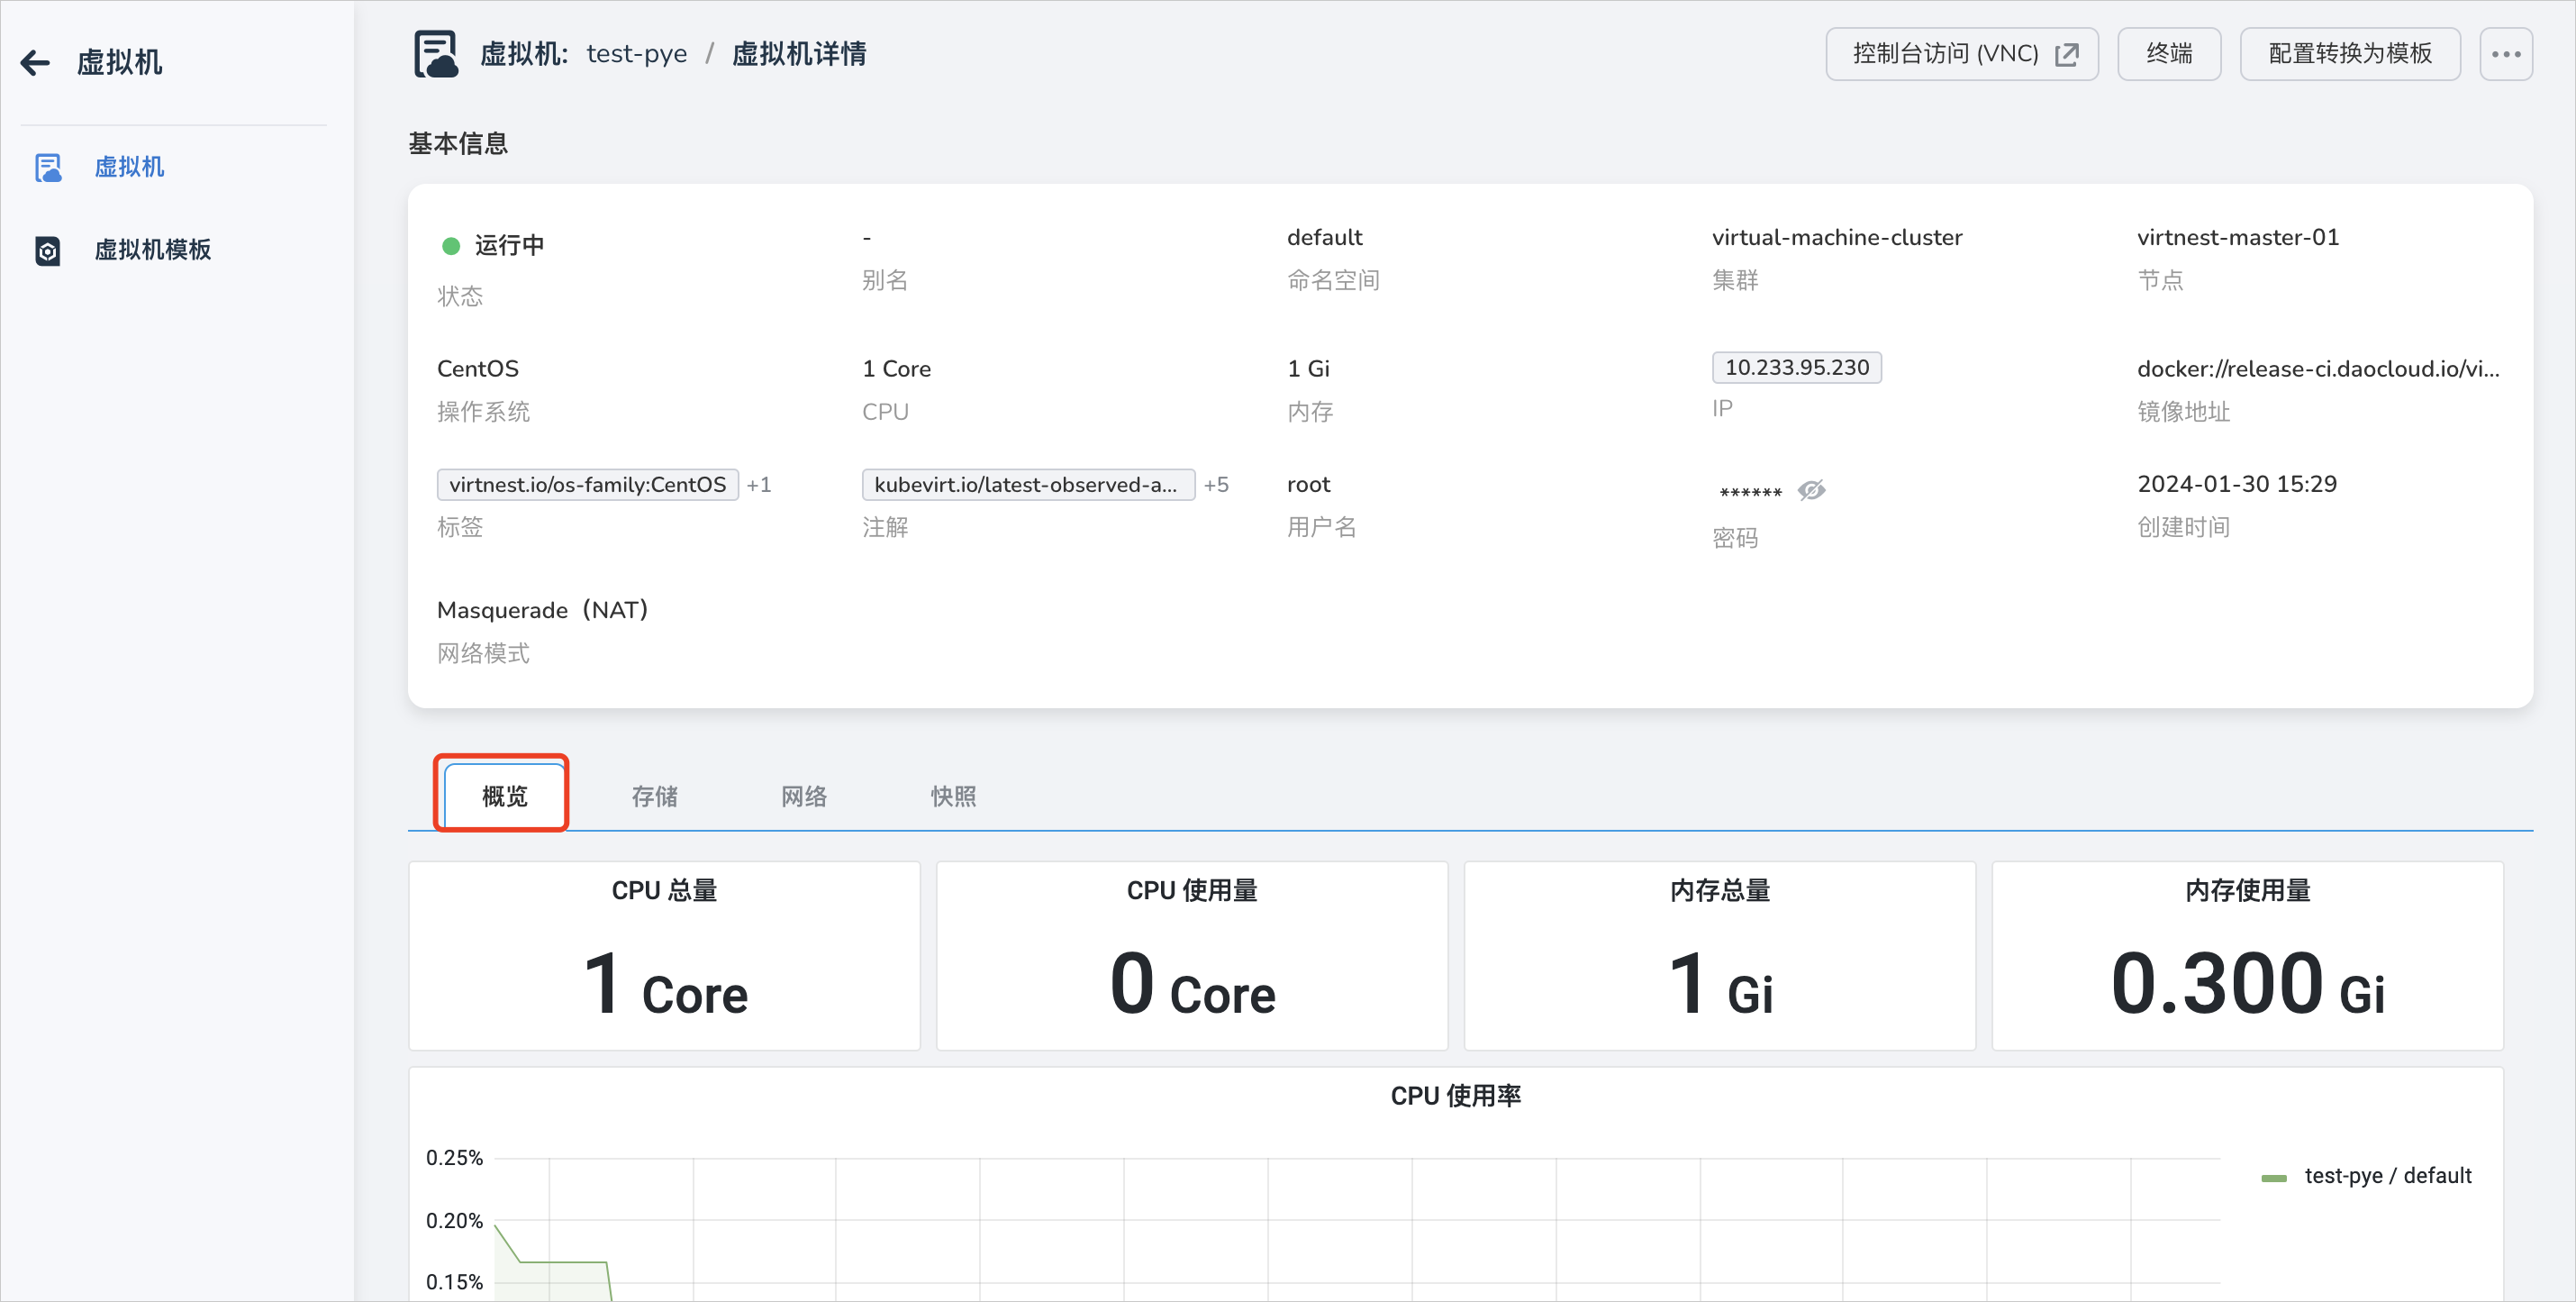 虚拟机
虚拟机
虚拟机模板
虚拟机: test-pye / 虚拟机详情
控制台访问 (VNC)
终端
配置转换为模板
基本信息
运行中
状态
-
别名
default
命名空间
virtual-machine-cluster
集群
virtnest-master-01
节点
CentOS
操作系统
1 Core
CPU
1 Gi
内存
10.233.95.230
IP
docker://release-ci.daocloud.io/vi...
镜像地址
virtnest.io/os-family:CentOS +1
标签
kubevirt.io/latest-observed-a... +5
注解
root
用户名
******
密码
2024-01-30 15:29
创建时间
Masquerade（NAT）
网络模式
概览
存储
网络
快照
CPU 总量
1 Core
CPU 使用量
0 Core
内存总量
1 Gi
内存使用量
0.300 Gi
CPU 使用率
0.25%
0.20%
0.15%
test-pye / default